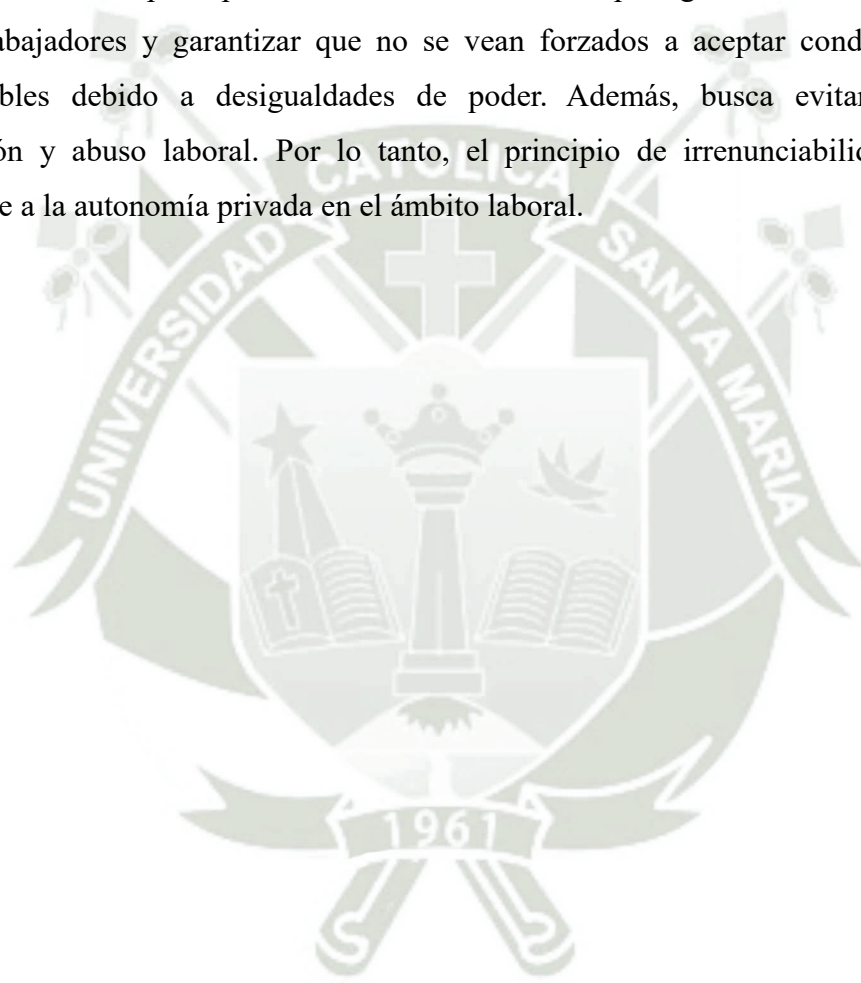 abajadores y garantizar que no se vean forzados a aceptar cond
bles debido a desigualdades de poder. Además, busca evitar
ón y abuso laboral. Por lo tanto, el principio de irrenunciabili
e a la autonomía privada en el ámbito laboral.
UNIVERSIDAD CATOLICA SANTA MARIA
1961